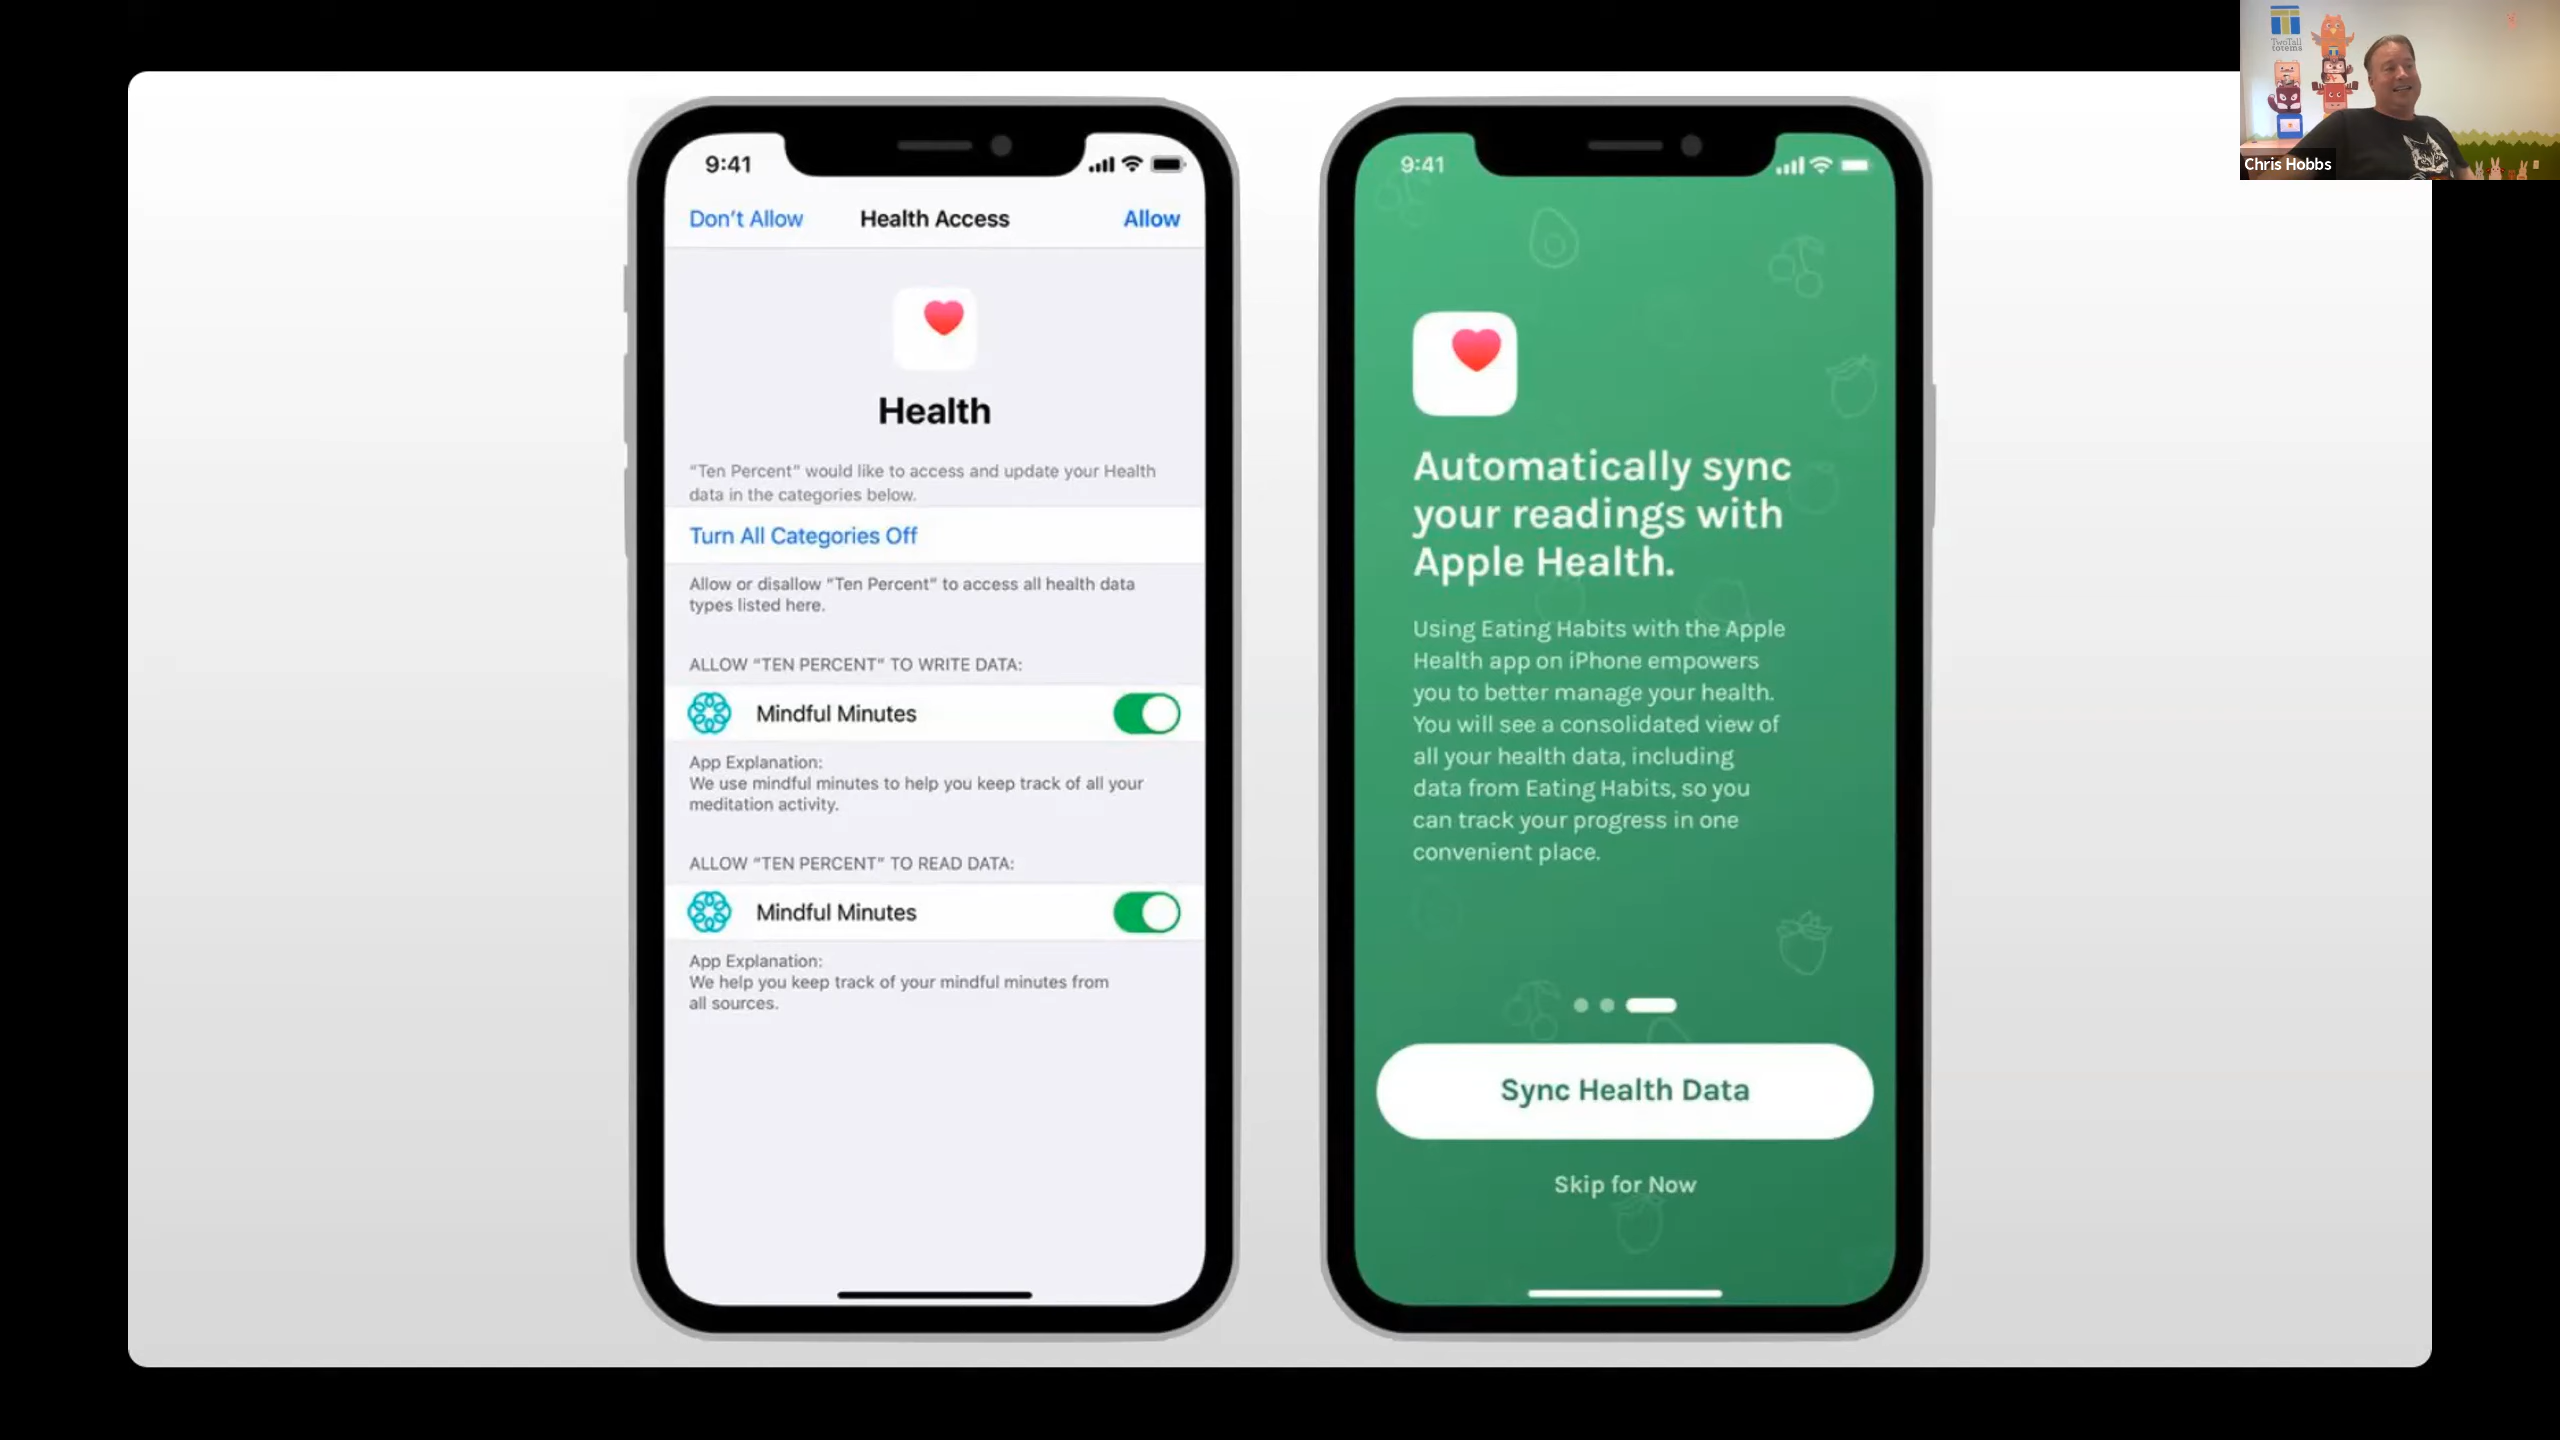 9:41
Don't Allow
Health Access
Allow
Health
"Ten Percent" would like to access and update your Health
data in the categories below.
Turn All Categories Off
Allow or disallow "Ten Percent" to access all health data
types listed here.
ALLOW "TEN PERCENT" TO WRITE DATA:
Mindful Minutes
App Explanation:
We use mindful minutes to help you keep track of all your
meditation activity.
ALLOW "TEN PERCENT" TO READ DATA:
Mindful Minutes
App Explanation:
We help you keep track of your mindful minutes from
all sources.
9:41
Automatically sync
your readings with
Apple Health.
Using Eating Habits with the Apple
Health app on iPhone empowers
you to better manage your health.
You will see a consolidated view of
all your health data, including
data from Eating Habits, so you
can track your progress in one
convenient place.
Sync Health Data
Skip for Now
TwoTall
totems
Chris Hobbs